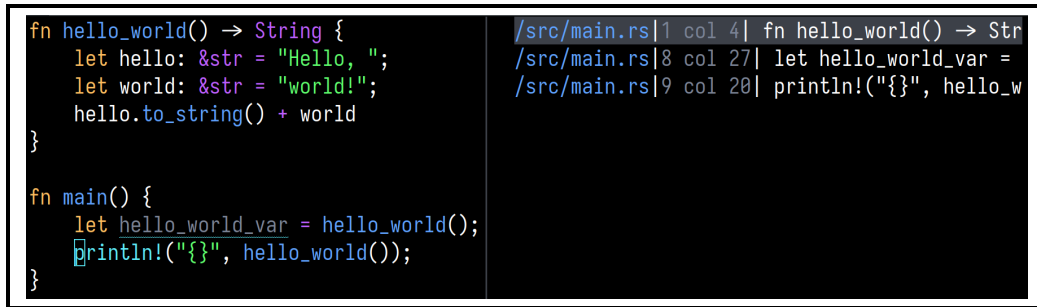 fn hello_world() → String {
    let hello: &str = "Hello, ";
    let world: &str = "world!";
    hello.to_string() + world
}
fn main() {
    let hello_world_var = hello_world();
    println!("{}", hello_world());
}
/src/main.rs|1 col 4| fn hello_world() → Str
/src/main.rs|8 col 27| let hello_world_var =
/src/main.rs|9 col 20| println!("{}", hello_w